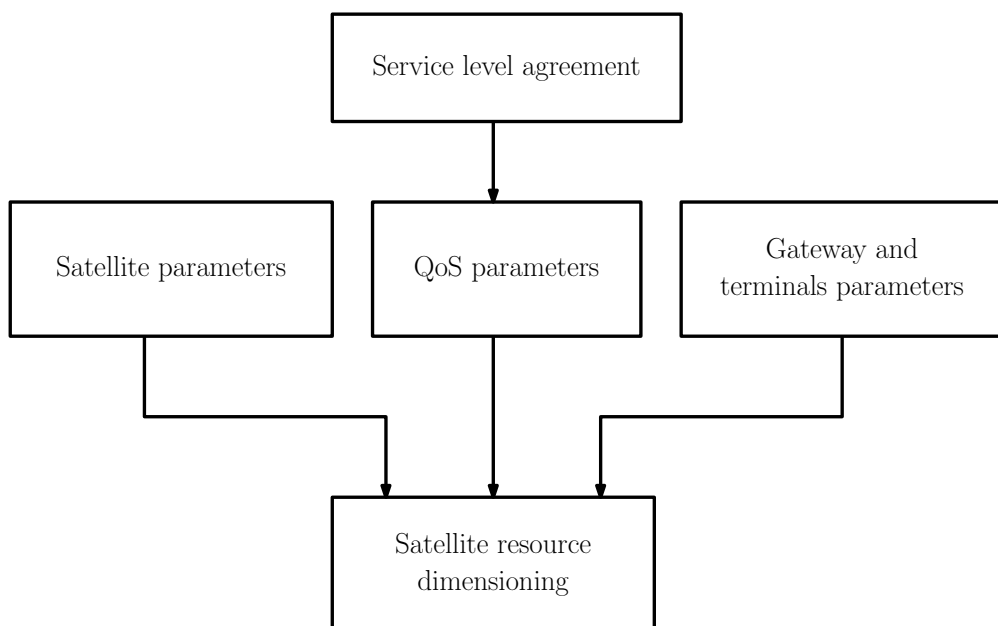 Service level agreement
Satellite parameters
QoS parameters
Gateway and
terminals parameters
Satellite resource
dimensioning